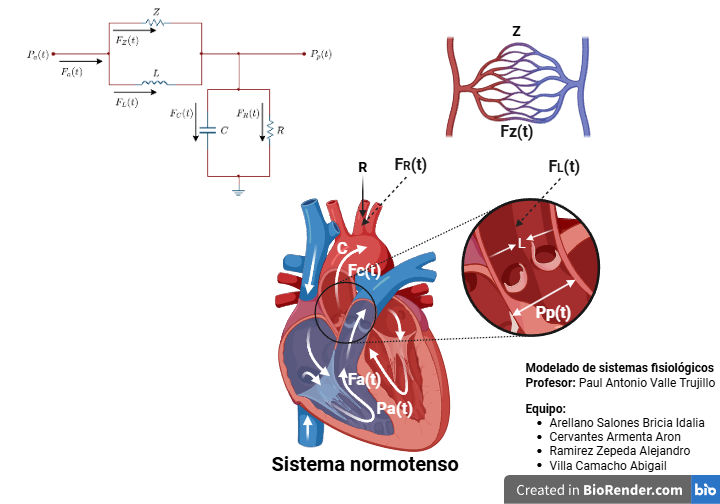 Z
F_Z(t)
P_a(t)
P_p(t)
F_a(t)
L
F_L(t)
F_C(t)
C
F_R(t)
R
Z
Fz(t)
R
FR(t)
FL(t)
C
Fc(t)
L
Pp(t)
Fa(t)
Pa(t)
Sistema normotenso
Modelado de sistemas fisiológicos
Profesor: Paul Antonio Valle Trujillo
Equipo:
• Arellano Salones Bricia Idalia
• Cervantes Armenta Aron
• Ramirez Zepeda Alejandro
• Villa Camacho Abigail
Created in BioRender.com bio